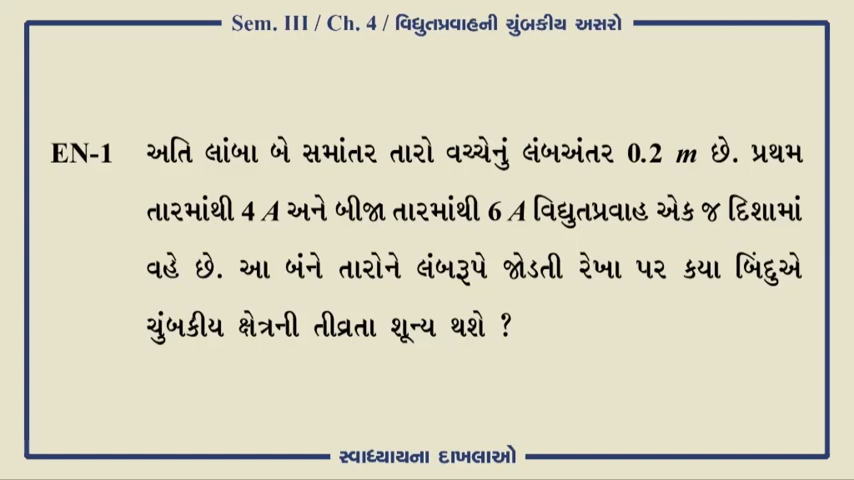 Sem. III / Ch. 4 / વિદ્યુતપ્રવાહની ચુંબકીય અસરો
EN-1 અતિ લાંબા બે સમાંતર તારો વચ્ચેનું લંબઅંતર 0.2 m છે. પ્રથમ
તારમાંથી 4 A અને બીજા તારમાંથી 6 A વિદ્યુતપ્રવાહ એક જ દિશામાં
વહે છે. આ બંને તારોને લંબરૂપે જોડતી રેખા પર કયા બિંદુએ
ચુંબકીય ક્ષેત્રની તીવ્રતા શૂન્ય થશે ?
સ્વાધ્યાયના દાખલાઓ